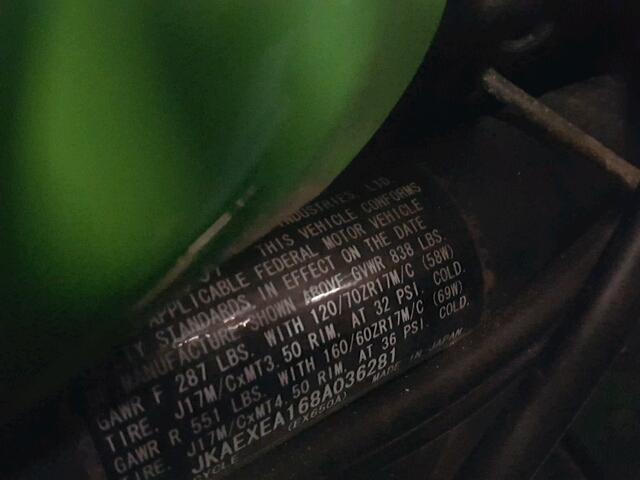 INDUSTRIES LTD.
THIS VEHICLE CONFORMS
APPLICABLE FEDERAL MOTOR VEHICLE
TY STANDARDS IN EFFECT ON THE DATE
MANUFACTURE SHOWN ABOVE GVWR 838 LBS.
GAWR F 287 LBS. WITH 120/70ZR17M/C (58W)
TIRE, J17M/CxMT3.50 RIM, AT 32 PSI. COLD.
GAWR R 551 LBS. WITH 160/60ZR17M/C (69W)
TIRE, J17M/CxMT4.50 RIM, AT 36 PSI. COLD.
JKAEXEA168A036281
CYCLE (EX650A) MADE IN JAPAN